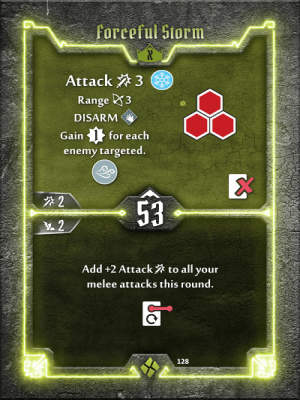 Forceful Storm
X
Attack 3
Range 3
DISARM
Gain 1 for each
enemy targeted.
2
53
2
Add +2 Attack to all your
melee attacks this round.
128